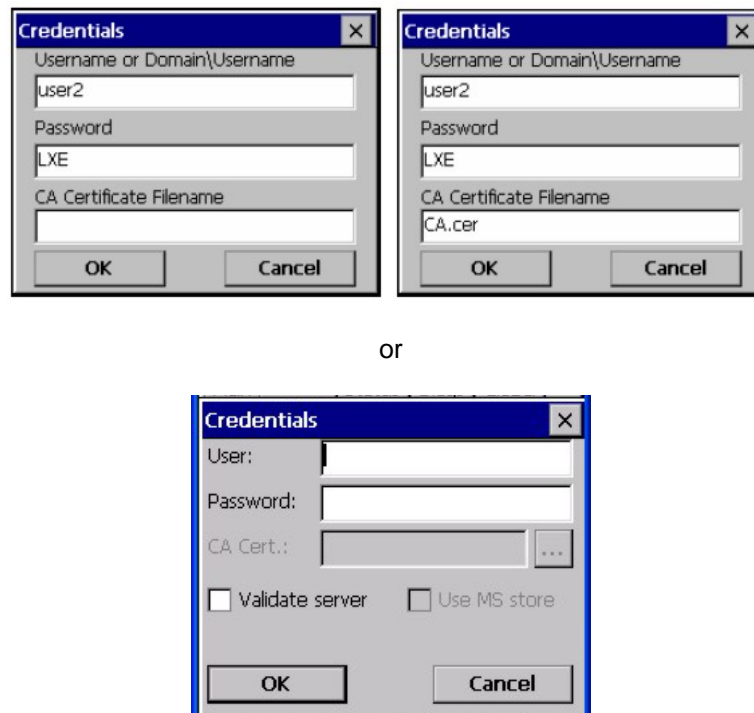 Credentials
Username or Domain\Username
user2
Password
LXE
CA Certificate Filename
OK Cancel
Credentials
Username or Domain\Username
user2
Password
LXE
CA Certificate Filename
CA.cer
OK Cancel
or
Credentials
User:
Password:
CA Cert.: ...
Validate server Use MS store
OK Cancel